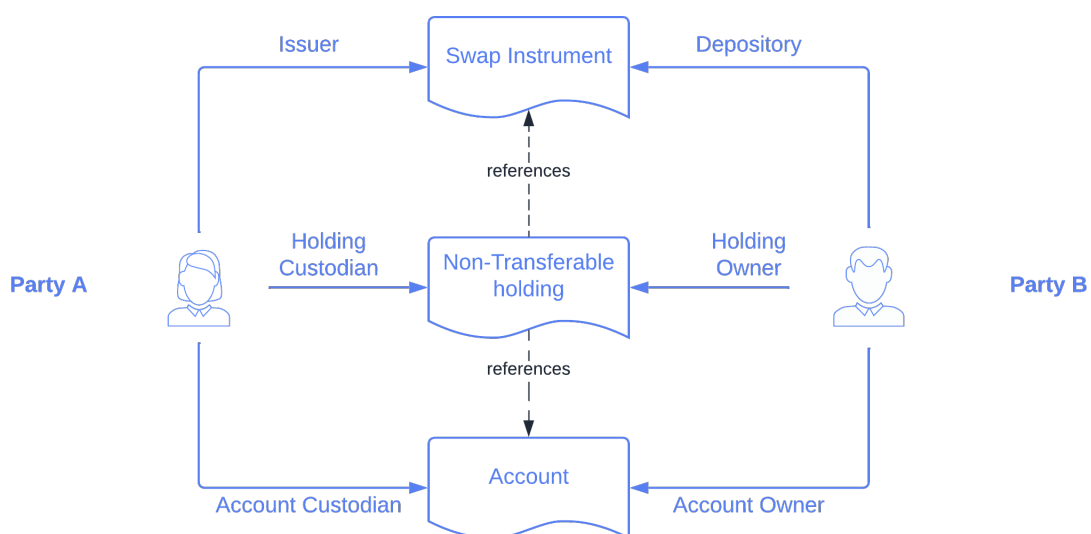 Issuer
Swap Instrument
Depository
references
Party A
Holding
Custodian
Non-Transferable
holding
Holding
Owner
Party B
references
Account Custodian
Account
Account Owner